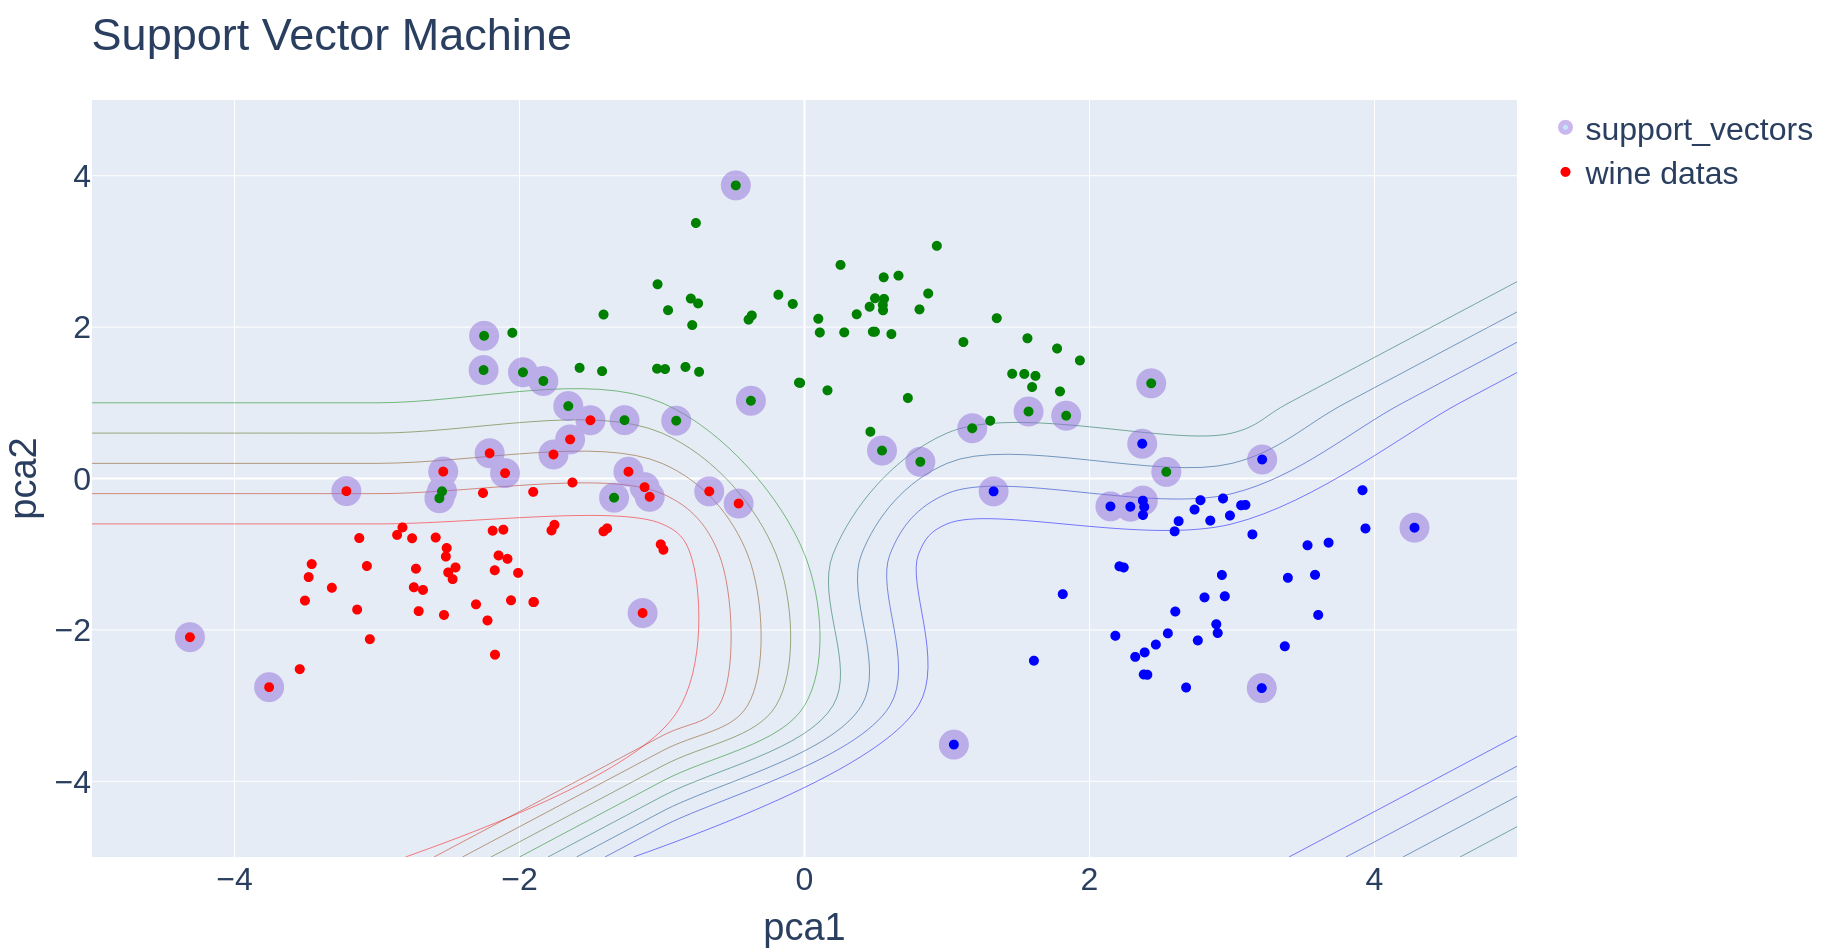 Support Vector Machine
support_vectors
wine datas
4
2
0
−2
−4
pca2
−4 −2 0 2 4
pca1